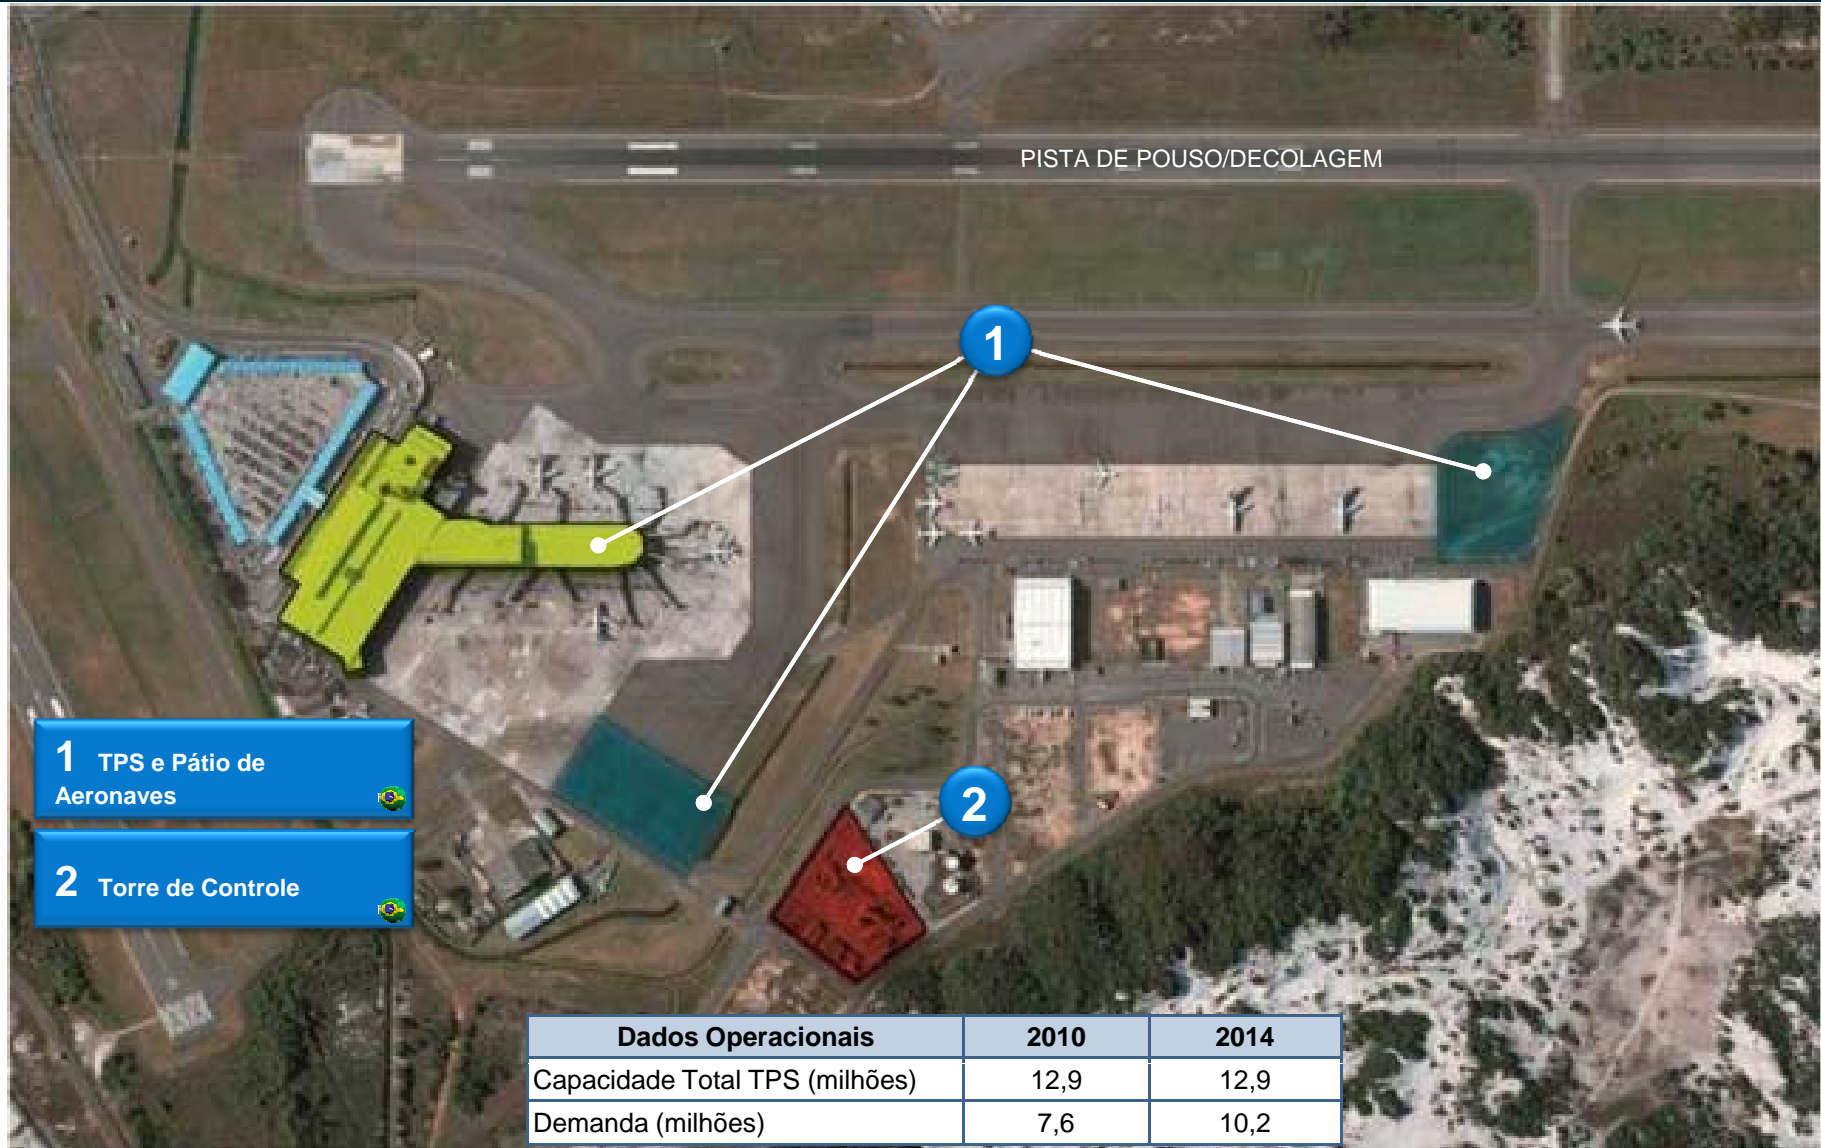 PISTA DE POUSO/DECOLAGEM
1
1 TPS e Pátio de
Aeronaves
2
2 Torre de Controle
Dados Operacionais 2010 2014
Capacidade Total TPS (milhões) 12,9 12,9
Demanda (milhões) 7,6 10,2